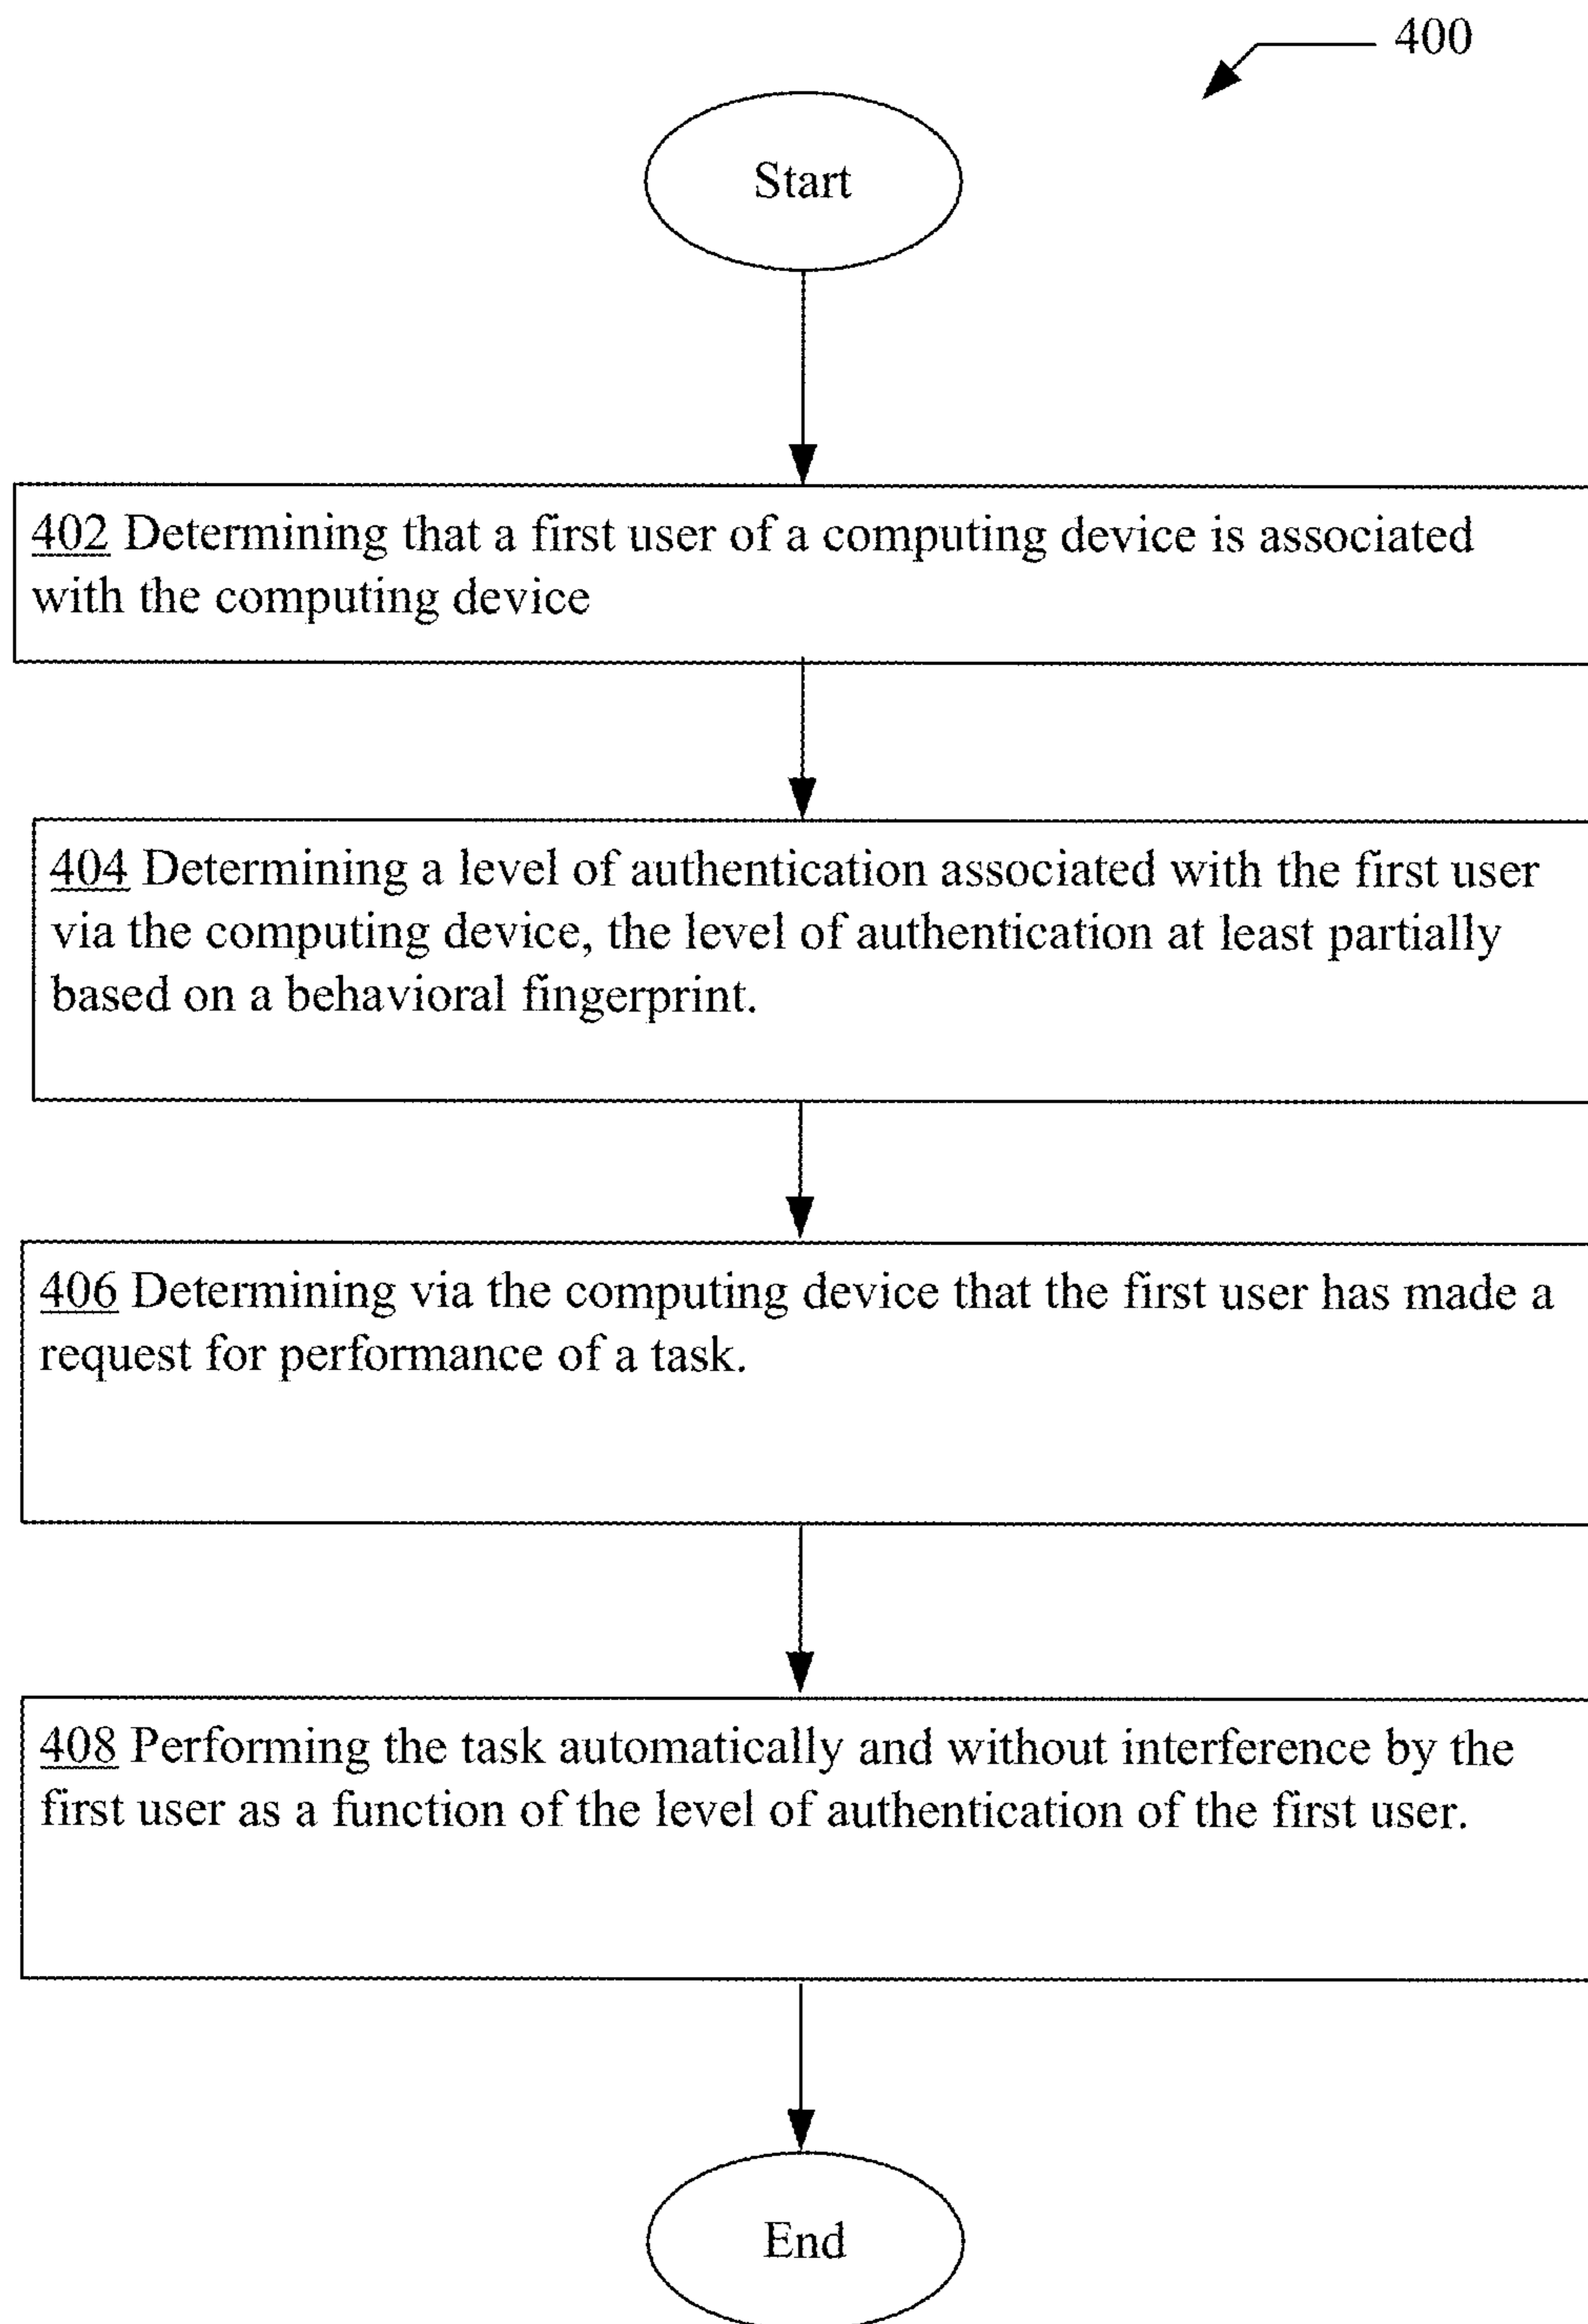 400
Start
402 Determining that a first user of a computing device is associated
with the computing device
404 Determining a level of authentication associated with the first user
via the computing device, the level of authentication at least partially
based on a behavioral fingerprint.
406 Determining via the computing device that the first user has made a
request for performance of a task.
408 Performing the task automatically and without interference by the
first user as a function of the level of authentication of the first user.
End